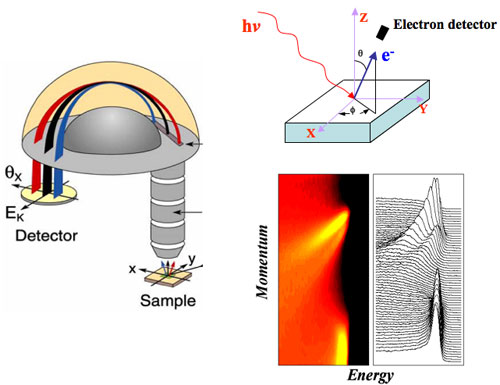 θx
EK
Detector
x
y
Sample
hν
Z
Electron detector
θ
e-
ϕ
X
Y
Momentum
Energy